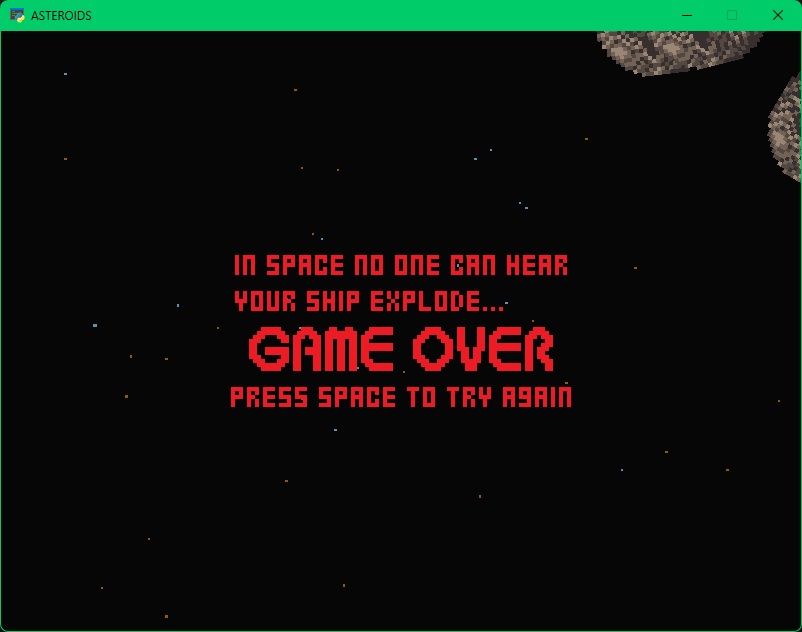 ASTEROIDS
IN SPACE NO ONE CAN HEAR
YOUR SHIP EXPLODE...
GAME OVER
PRESS SPACE TO TRY AGAIN